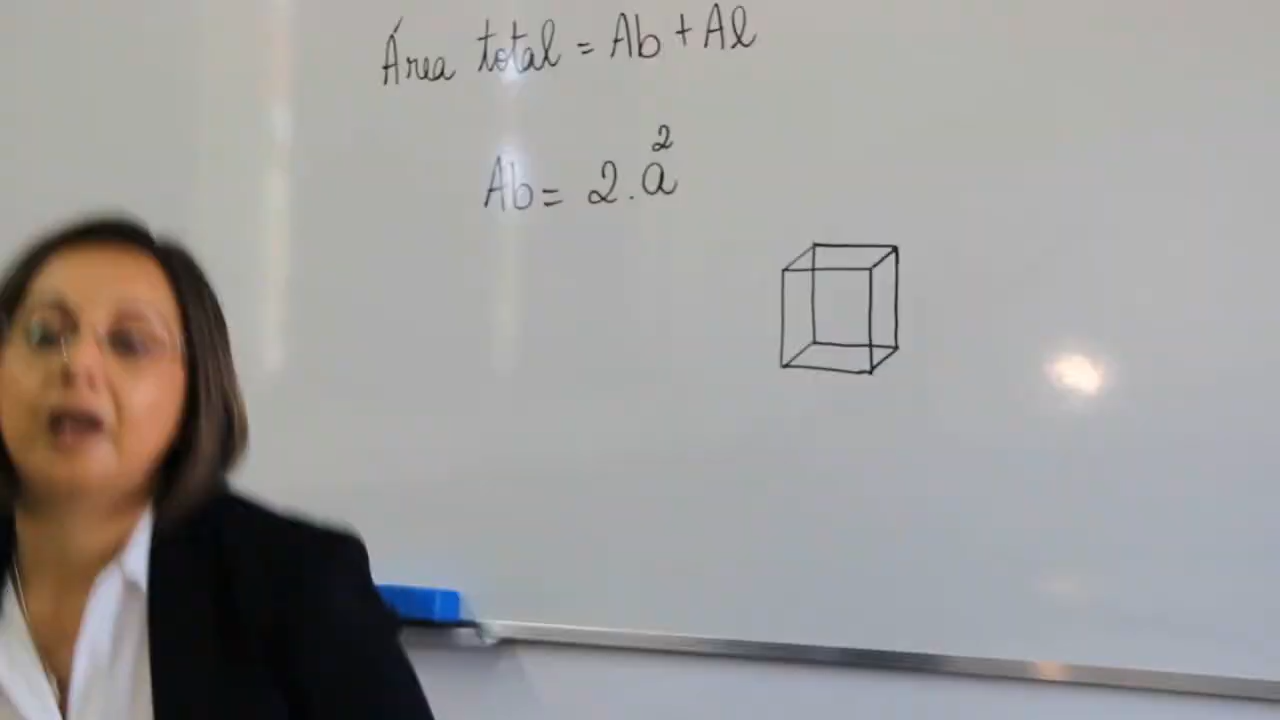 Área total = Ab + Al
Ab = 2.a²